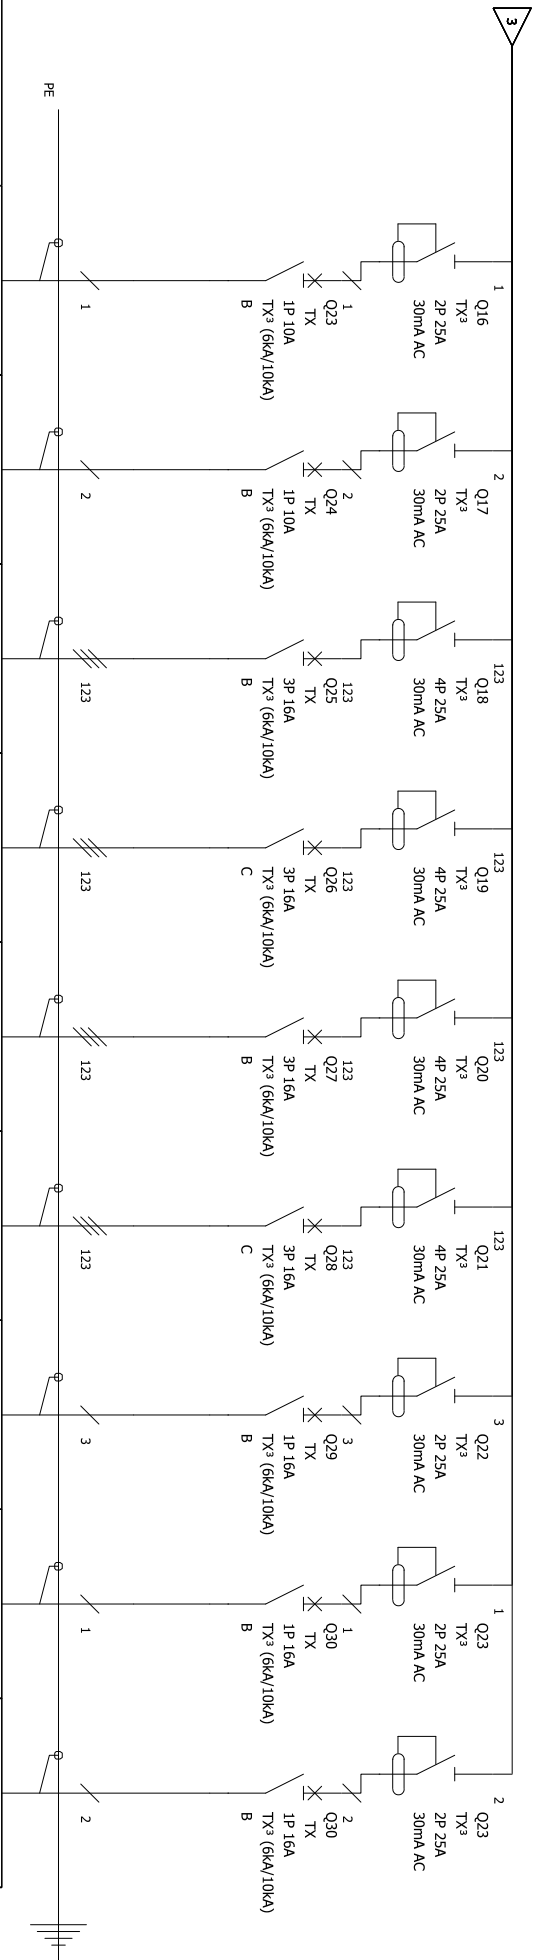 3
PE
1
Q16
TX³
2P 25A
30mA AC
1
Q23
TX
1P 10A
TX³ (6kA/10kA)
B
1
2
Q17
TX³
2P 25A
30mA AC
2
Q24
TX
1P 10A
TX³ (6kA/10kA)
B
2
123
Q18
TX³
4P 25A
30mA AC
123
Q25
TX
3P 16A
TX³ (6kA/10kA)
B
123
123
Q19
TX³
4P 25A
30mA AC
123
Q26
TX
3P 16A
TX³ (6kA/10kA)
C
123
123
Q20
TX³
4P 25A
30mA AC
123
Q27
TX
3P 16A
TX³ (6kA/10kA)
B
123
123
Q21
TX³
4P 25A
30mA AC
123
Q28
TX
3P 16A
TX³ (6kA/10kA)
C
123
3
Q22
TX³
2P 25A
30mA AC
3
Q29
TX
1P 16A
TX³ (6kA/10kA)
B
3
1
Q23
TX³
2P 25A
30mA AC
1
Q30
TX
1P 16A
TX³ (6kA/10kA)
B
1
2
Q23
TX³
2P 25A
30mA AC
2
Q30
TX
1P 16A
TX³ (6kA/10kA)
B
2